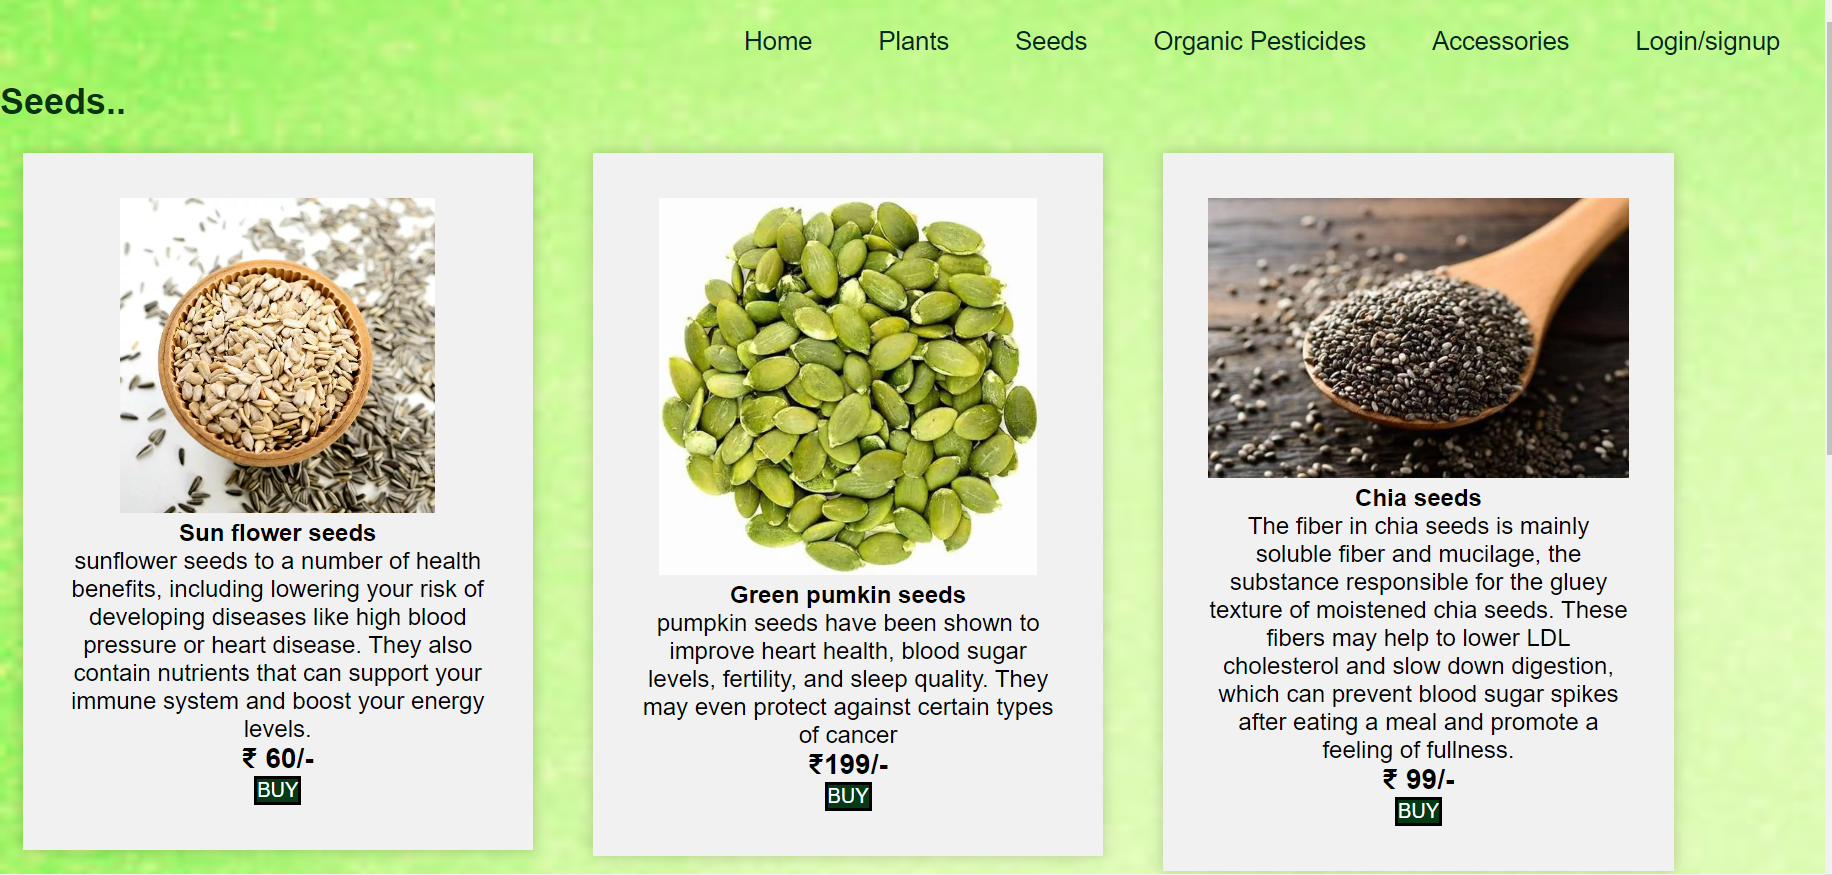 Home Plants Seeds Organic Pesticides Accessories Login/signup
Seeds..
Sun flower seeds
sunflower seeds to a number of health
benefits, including lowering your risk of
developing diseases like high blood
pressure or heart disease. They also
contain nutrients that can support your
immune system and boost your energy
levels.
₹ 60/-
BUY
Green pumkin seeds
pumpkin seeds have been shown to
improve heart health, blood sugar
levels, fertility, and sleep quality. They
may even protect against certain types
of cancer
₹199/-
BUY
Chia seeds
The fiber in chia seeds is mainly
soluble fiber and mucilage, the
substance responsible for the gluey
texture of moistened chia seeds. These
fibers may help to lower LDL
cholesterol and slow down digestion,
which can prevent blood sugar spikes
after eating a meal and promote a
feeling of fullness.
₹ 99/-
BUY